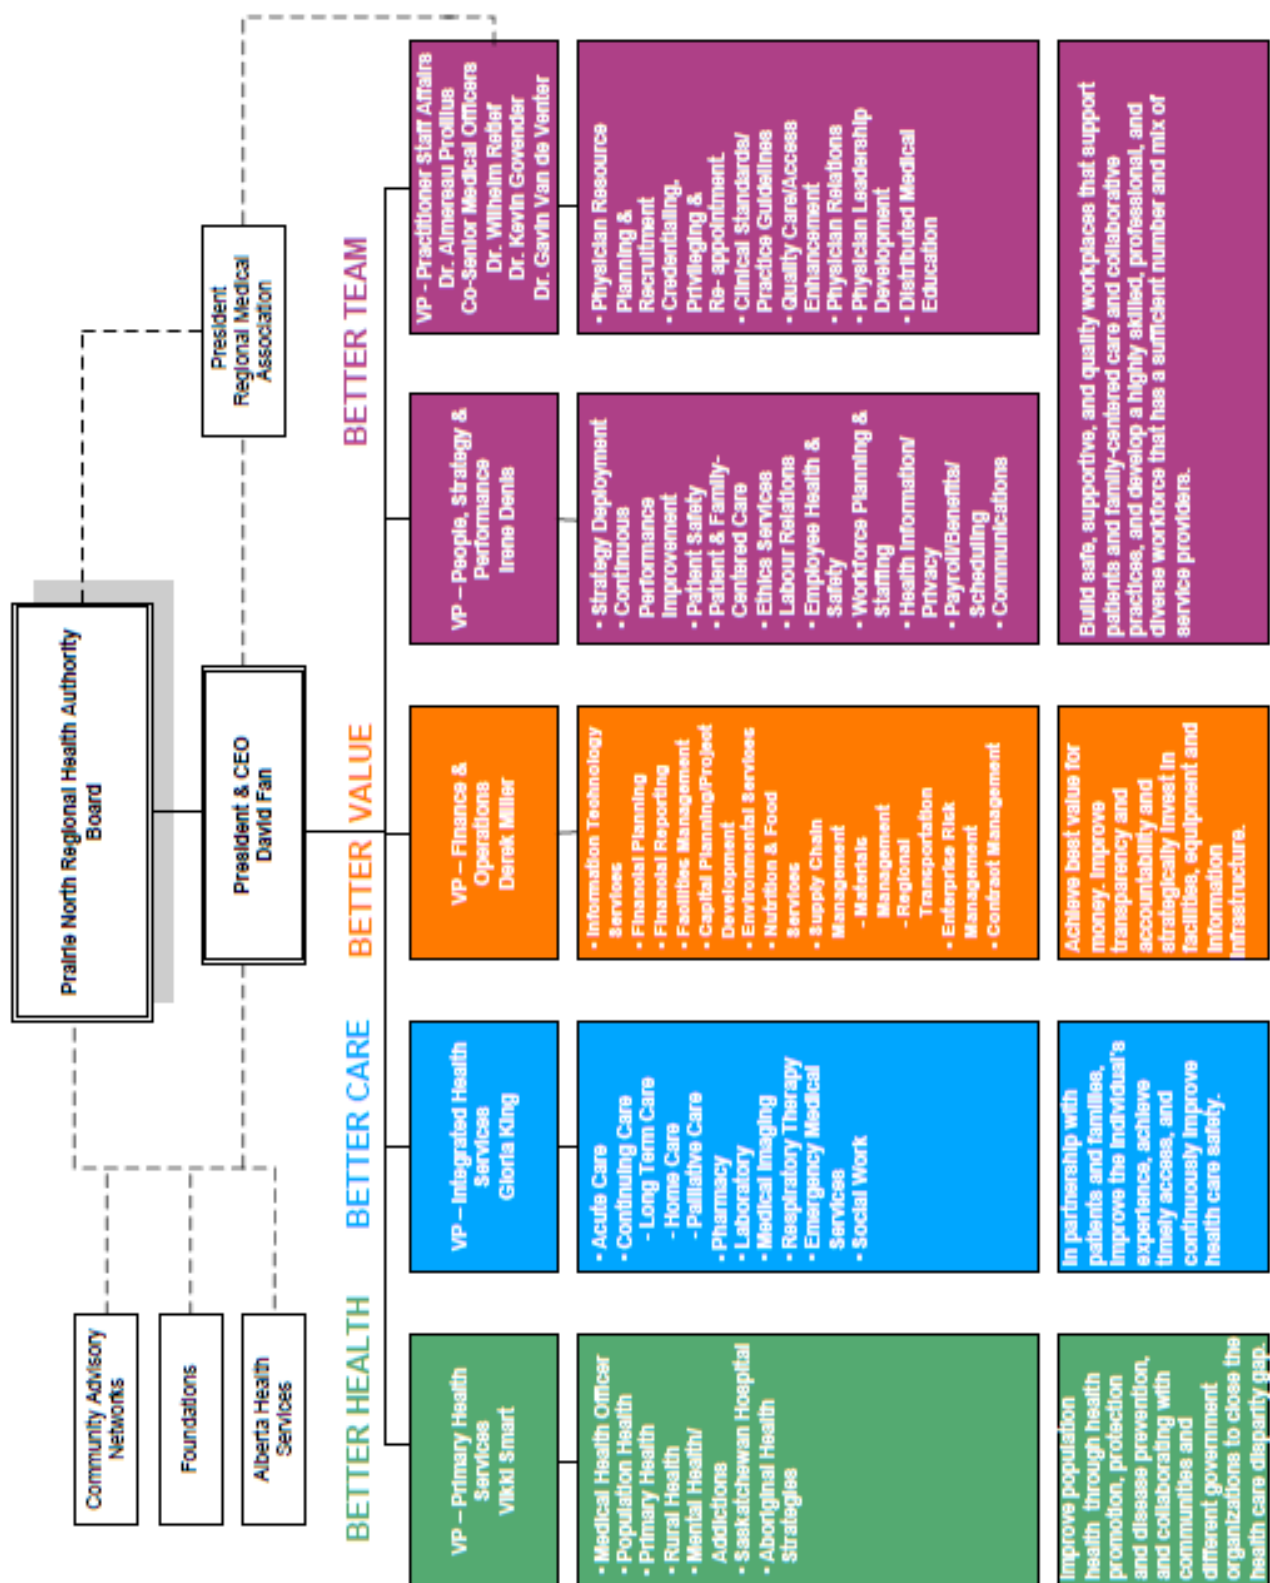 Prairie North Regional Health Authority
Board
President & CEO
David Fan
President
Regional Medical
Association
Community Advisory
Networks
Foundations
Alberta Health
Services
BETTER HEALTH
BETTER CARE
BETTER VALUE
BETTER TEAM
VP – Primary Health
Services
Vikki Smart
• Medical Health Officer
• Population Health
• Primary Health
• Rural Health
• Mental Health/
Addictions
• Saskatchewan Hospital
• Aboriginal Health
Strategies
Improve population
health through health
promotion, protection
and disease prevention,
and collaborating with
communities and
different government
organizations to close the
health care disparity gap.
VP – Integrated Health
Services
Gloria King
• Acute Care
• Continuing Care
- Long Term Care
- Home Care
- Palliative Care
• Pharmacy
• Laboratory
• Medical Imaging
• Respiratory Therapy
• Emergency Medical
Services
• Social Work
In partnership with
patients and families,
improve the individual's
experience, achieve
timely access, and
continuously improve
health care safety.
VP – Finance &
Operations
Derek Miller
• Information Technology
Services
• Financial Planning
• Financial Reporting
• Facilities Management
• Capital Planning/Project
Development
• Environmental Services
• Nutrition & Food
Services
• Supply Chain
Management
- Materials
Management
- Regional
Transportation
• Enterprise Risk
Management
• Contract Management
Achieve best value for
money. Improve
transparency and
accountability and
strategically invest in
facilities, equipment and
information
infrastructure.
VP – People, Strategy &
Performance
Irene Denis
• Strategy Deployment
• Continuous
Performance
Improvement
• Patient Safety
• Patient & Family-
Centered Care
• Ethics Services
• Labour Relations
• Employee Health &
Safety
• Workforce Planning &
Staffing
• Health Information/
Privacy
• Payroll/Benefits/
Scheduling
• Communications
VP - Practitioner Staff Affairs
Dr. Almereau Prollius
Co-Senior Medical Officers
Dr. Wilhelm Retief
Dr. Kevin Govender
Dr. Gavin Van de Venter
• Physician Resource
Planning &
Recruitment
• Credentialing,
Privileging &
Re- appointment.
• Clinical Standards/
Practice Guidelines
• Quality Care/Access
Enhancement
• Physician Relations
• Physician Leadership
Development
• Distributed Medical
Education
Build safe, supportive, and quality workplaces that support
patients and family-centered care and collaborative
practices, and develop a highly skilled, professional, and
diverse workforce that has a sufficient number and mix of
service providers.